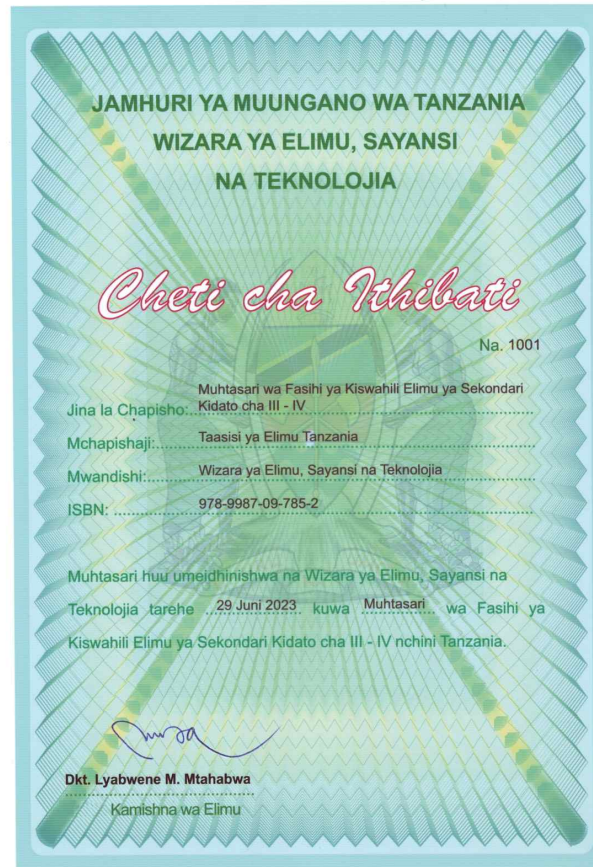 JAMHURI YA MUUNGANO WA TANZANIA
WIZARA YA ELIMU, SAYANSI
NA TEKNOLOJIA
Cheti cha Ithibati
Na. 1001
Muhtasari wa Fasihi ya Kiswahili Elimu ya Sekondari
Jina la Chapisho: Kidato cha III - IV
Mchapishaji: Taasisi ya Elimu Tanzania
Mwandishi: Wizara ya Elimu, Sayansi na Teknolojia
ISBN: 978-9987-09-785-2
Muhtasari huu umeidhinishwa na Wizara ya Elimu, Sayansi na
Teknolojia tarehe 29 Juni 2023 kuwa Muhtasari wa Fasihi ya
Kiswahili Elimu ya Sekondari Kidato cha III - IV nchini Tanzania.
Dkt. Lyabwene M. Mtahabwa
Kamishna wa Elimu